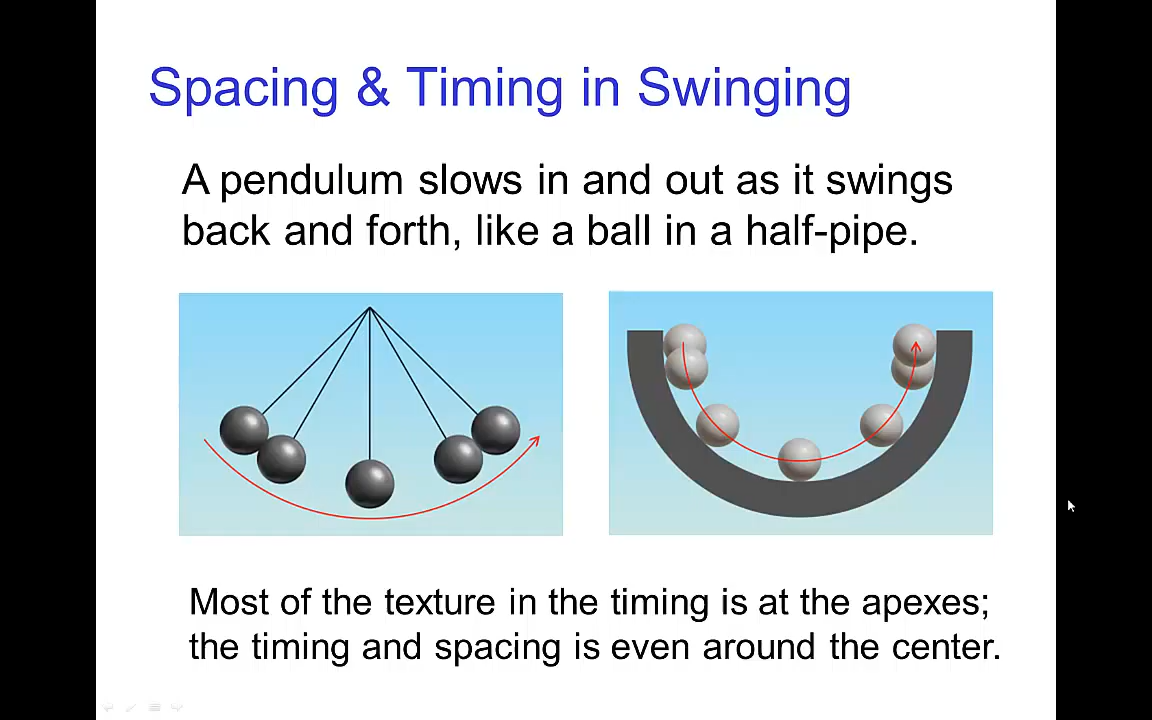 Spacing & Timing in Swinging
A pendulum slows in and out as it swings
back and forth, like a ball in a half-pipe.
Most of the texture in the timing is at the apexes;
the timing and spacing is even around the center.